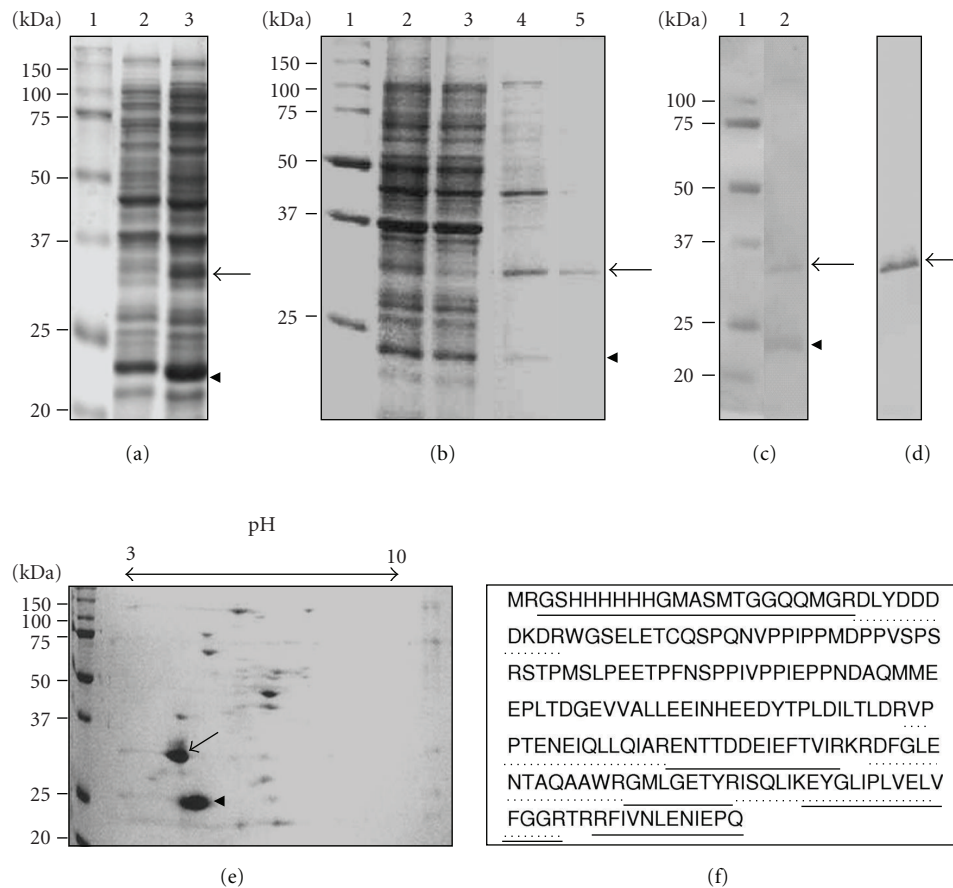 (kDa) 1 2 3
150
100
75
50
37
25
20
(a)
(kDa) 1 2 3 4 5
150
100
75
50
37
25
(b)
(kDa) 1 2
100
75
50
37
25
20
(c)
(d)
pH
3 10
(kDa)
150
100
75
50
37
25
20
(e)
MRGSHHHHHHGMASMTGGQQMGRDLYDDD
DKDRWGSELETCQSPQNVPPIPPMDPPVSPS
RSTPMSLPEETPFNSPPIVPPIEPPNDAQMME
EPLTDGEVVALLEEINHEEDYTPLDILTLDRVP
PTENEIQLLQIARENTTDDEIEFTVIRKRDFGLE
NTAQAAWRGMLGETYRISQLIKEYGLIPLVELV
FGGRTRRFIVNLENIEPQ
(f)